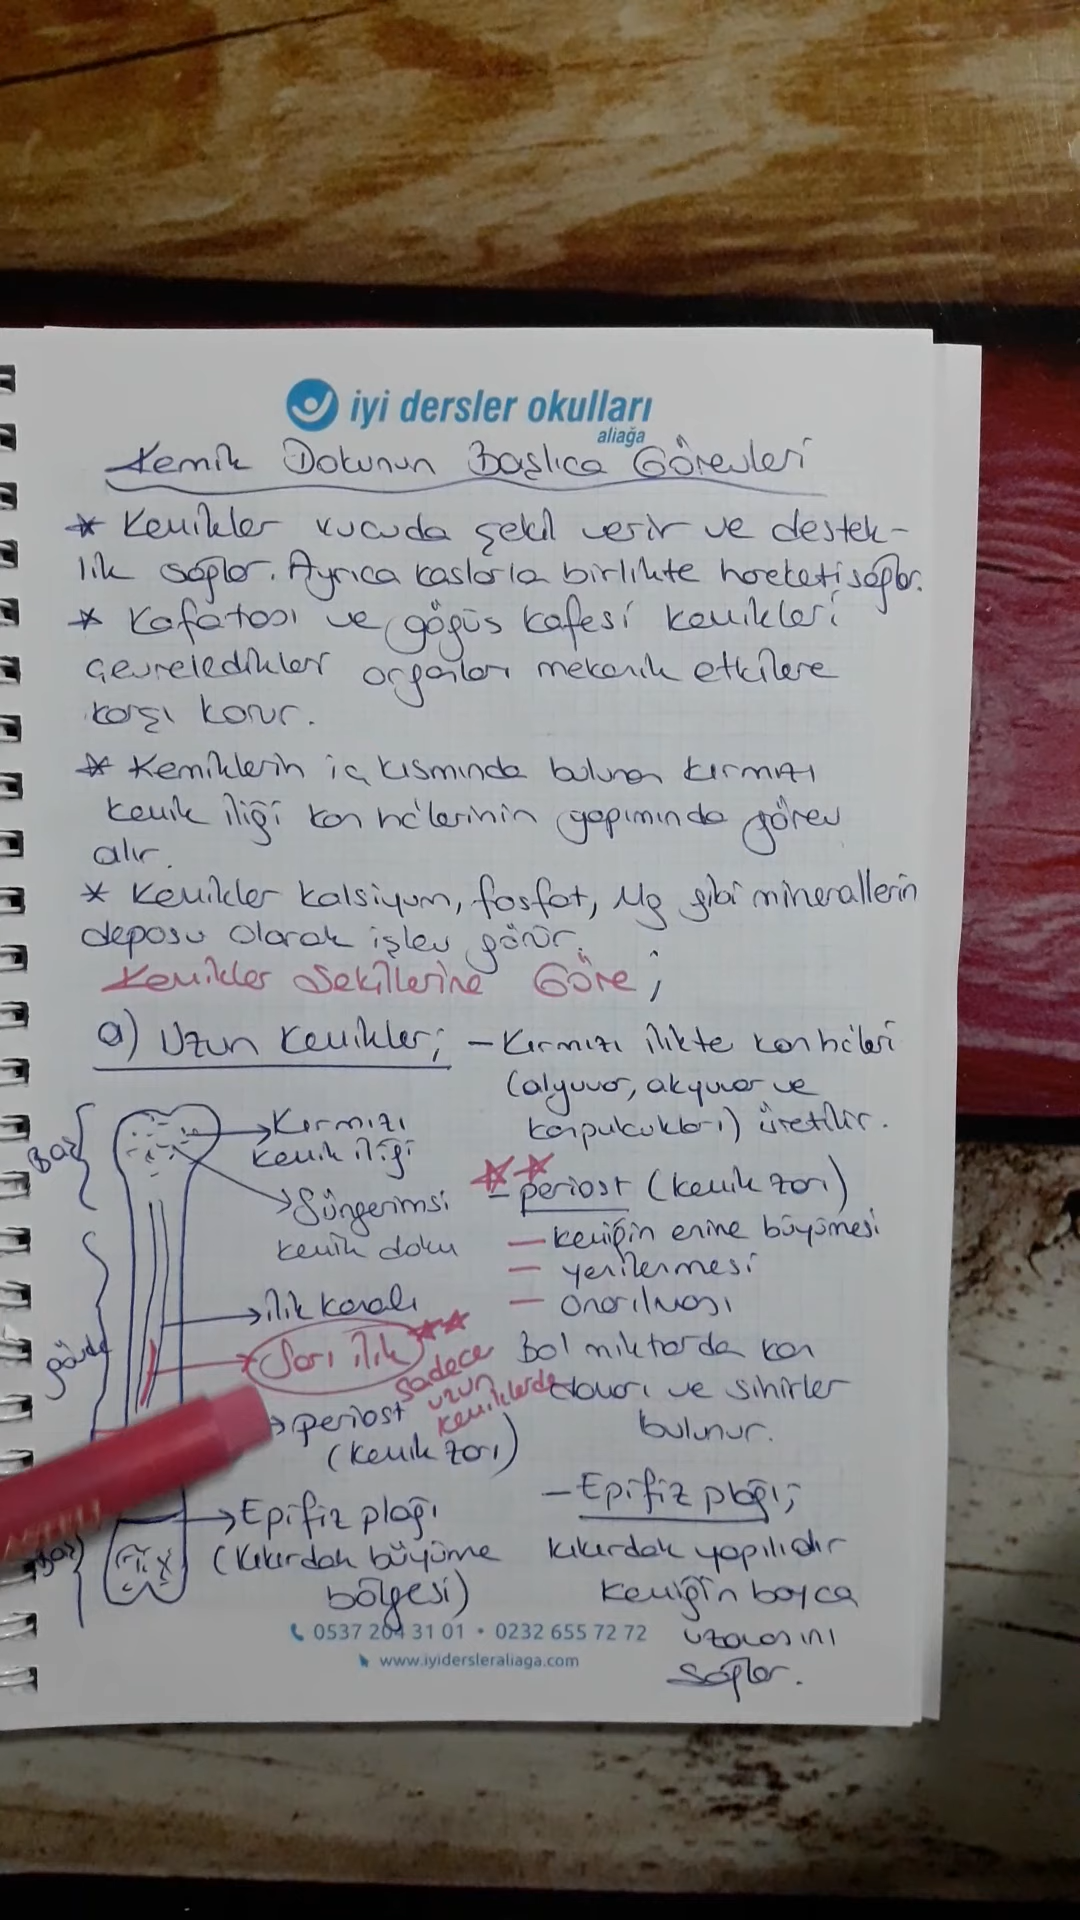 iyi dersler okulları
aliağa
Kemik Dokunun Başlıca Görevleri
* Kemikler vucuda şekil verir ve destek-
lik sağlar. Ayrıca kaslarla birlikte hareketi sağlar.
* Kafatası ve göğüs kafesi kemikleri
çevreledikleri organları mekanik etkilere
karşı korur.
* Kemiklerin iç kısmında bulunan kırmızı
kemik iliği kan hc'lerinin yapımında görev
alır.
* Kemikler kalsiyum, fosfat, Mg gibi minerallerin
deposu olarak işlev görür.
Kemikler Şekillerine Göre;
a) Uzun Kemikler; - Kırmızı ilikte kan hc'leri
(alyuvar, akyuvar ve
kan pulcukları) üretilir.
Baş
Kırmızı
kemik iliği
Süngerimsi
kemik doku
- periost (kemik zarı)
- kemiğin enine büyümesi
- yenilenmesi
- onarılması
Bol miktarda kan
damarı ve sinirler
bulunur.
gövde
ilik kanalı
Sarı ilik
sadece
uzun
kemiklerde
periost
(kemik zarı)
Baş
Epifiz plağı
(kıkırdak büyüme
bölgesi)
- Epifiz plağı;
kıkırdak yapılıdır
kemiğin boyca
uzamasını
sağlar.
0537 204 31 01 • 0232 655 72 72
www.iyidersleraliaga.com